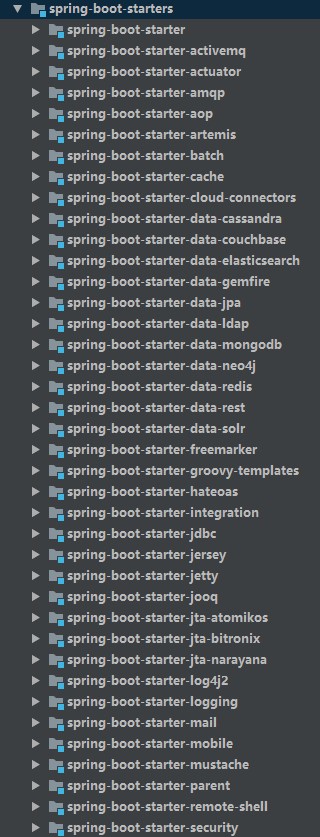 spring-boot-starters
spring-boot-starter
spring-boot-starter-activemq
spring-boot-starter-actuator
spring-boot-starter-amqp
spring-boot-starter-aop
spring-boot-starter-artemis
spring-boot-starter-batch
spring-boot-starter-cache
spring-boot-starter-cloud-connectors
spring-boot-starter-data-cassandra
spring-boot-starter-data-couchbase
spring-boot-starter-data-elasticsearch
spring-boot-starter-data-gemfire
spring-boot-starter-data-jpa
spring-boot-starter-data-ldap
spring-boot-starter-data-mongodb
spring-boot-starter-data-neo4j
spring-boot-starter-data-redis
spring-boot-starter-data-rest
spring-boot-starter-data-solr
spring-boot-starter-freemarker
spring-boot-starter-groovy-templates
spring-boot-starter-hateoas
spring-boot-starter-integration
spring-boot-starter-jdbc
spring-boot-starter-jersey
spring-boot-starter-jetty
spring-boot-starter-jooq
spring-boot-starter-jta-atomikos
spring-boot-starter-jta-bitronix
spring-boot-starter-jta-narayana
spring-boot-starter-log4j2
spring-boot-starter-logging
spring-boot-starter-mail
spring-boot-starter-mobile
spring-boot-starter-mustache
spring-boot-starter-parent
spring-boot-starter-remote-shell
spring-boot-starter-security